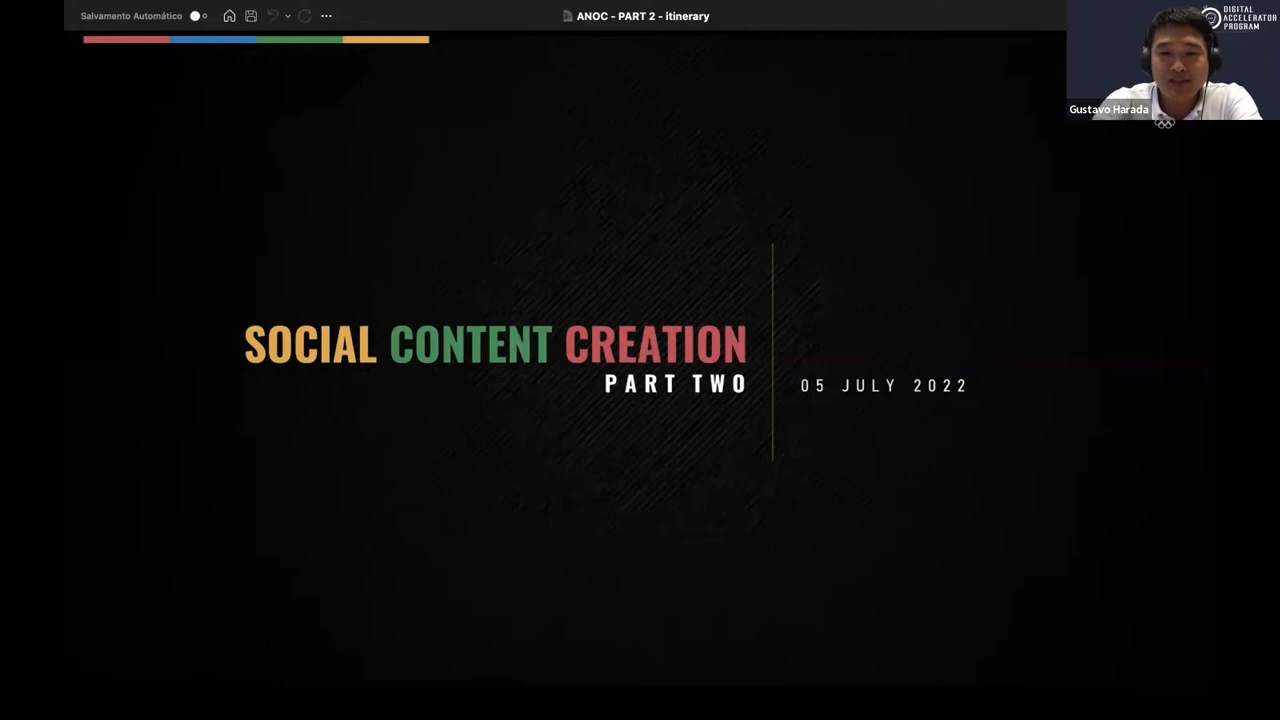 Salvamento Automático
ANOC - PART 2 - itinerary
DIGITAL
ACCELERATOR
PROGRAM
Gustavo Harada
SOCIAL CONTENT CREATION
PART TWO
05 JULY 2022